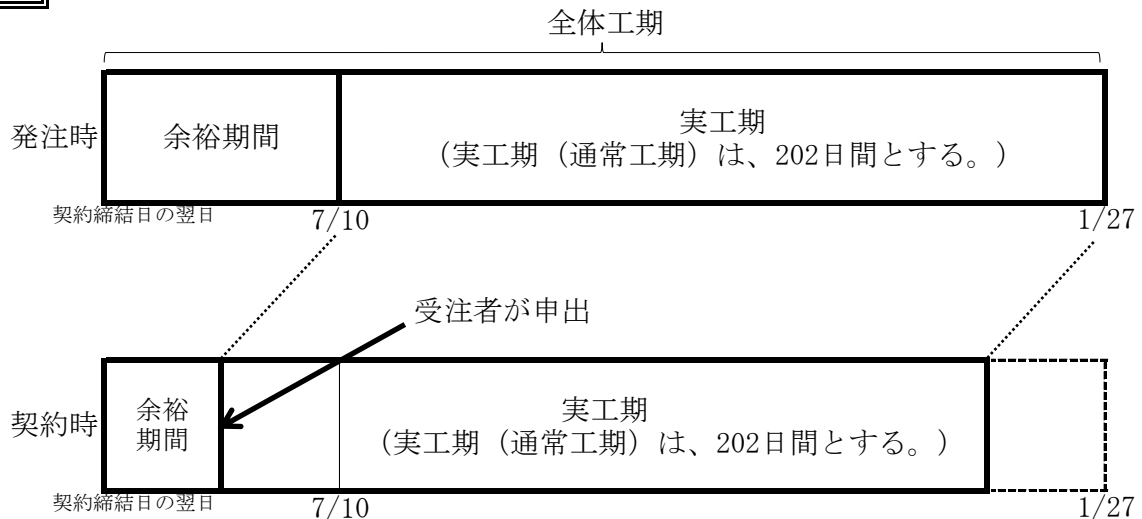 全体工期
発注時
余裕期間
実工期
(実工期（通常工期）は、202日間とする。)
契約締結日の翌日
7/10
1/27
受注者が申出
契約時
余裕
期間
実工期
(実工期（通常工期）は、202日間とする。)
契約締結日の翌日
7/10
1/27